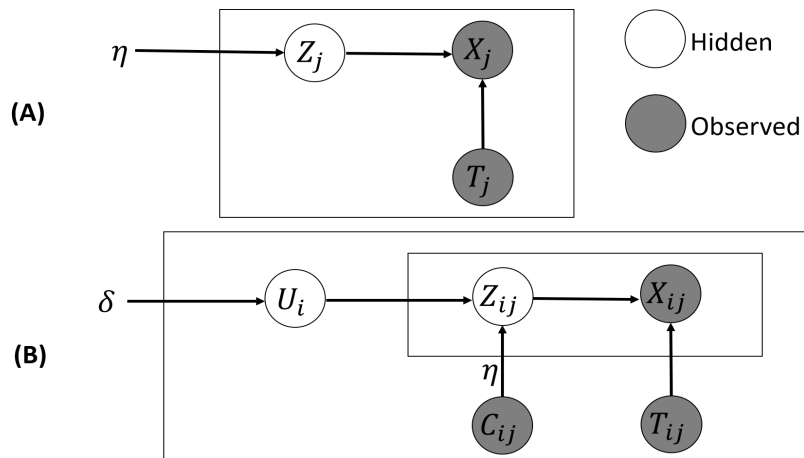 η Z_j X_j Hidden
(A)
Observed
T_j
δ U_i Z_ij X_ij
(B)
η
C_ij T_ij